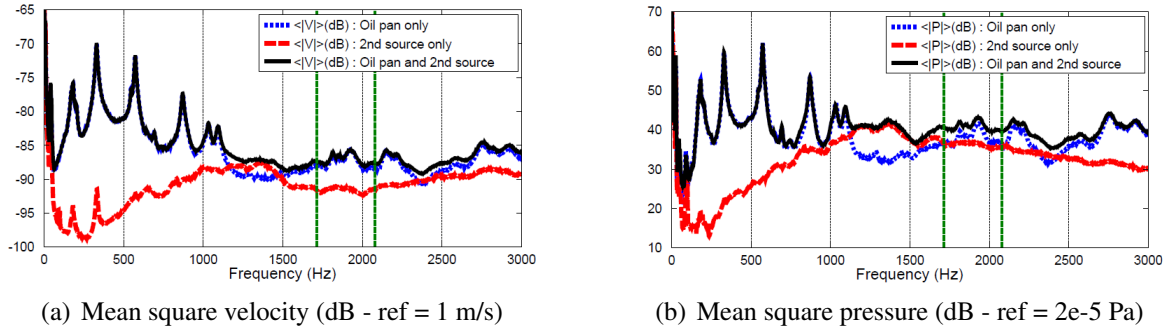 -65
-70
-75
-80
-85
-90
-95
-100
<|V|>(dB) : Oil pan only
<|V|>(dB) : 2nd source only
<|V|>(dB) : Oil pan and 2nd source
0 500 1000 1500 2000 2500 3000
Frequency (Hz)
(a) Mean square velocity (dB - ref = 1 m/s)
70
60
50
40
30
20
10
<|P|>(dB) : Oil pan only
<|P|>(dB) : 2nd source only
<|P|>(dB) : Oil pan and 2nd source
0 500 1000 1500 2000 2500 3000
Frequency (Hz)
(b) Mean square pressure (dB - ref = 2e-5 Pa)